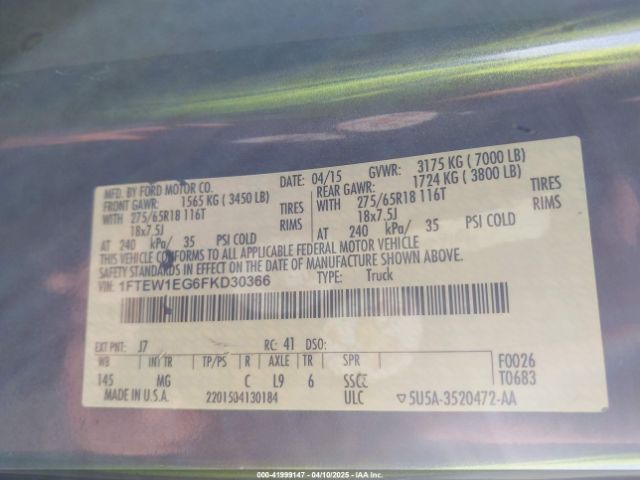 MFD. BY FORD MOTOR CO. DATE: 04/15 GVWR: 3175 KG ( 7000 LB)
FRONT GAWR: 1565 KG ( 3450 LB) REAR GAWR: 1724 KG ( 3800 LB)
WITH 275/65R18 116T TIRES WITH 275/65R18 116T TIRES
18x7.5J RIMS 18x7.5J RIMS
AT 240 kPa/ 35 PSI COLD AT 240 kPa/ 35 PSI COLD
THIS VEHICLE CONFORMS TO ALL APPLICABLE FEDERAL MOTOR VEHICLE
SAFETY STANDARDS IN EFFECT ON THE DATE OF MANUFACTURE SHOWN ABOVE.
VIN: 1FTEW1EG6FKD30366 TYPE: Truck
EXT PNT: J7 RC: 41 DSO:
WB INT TR TP/PS R AXLE TR SPR F0026
145 MG C L9 6 T0683
MADE IN U.S.A. 2201504130184 ULC ▽5U5A-3520472-AA
000-41999147 - 04/10/2025 - IAA Inc.